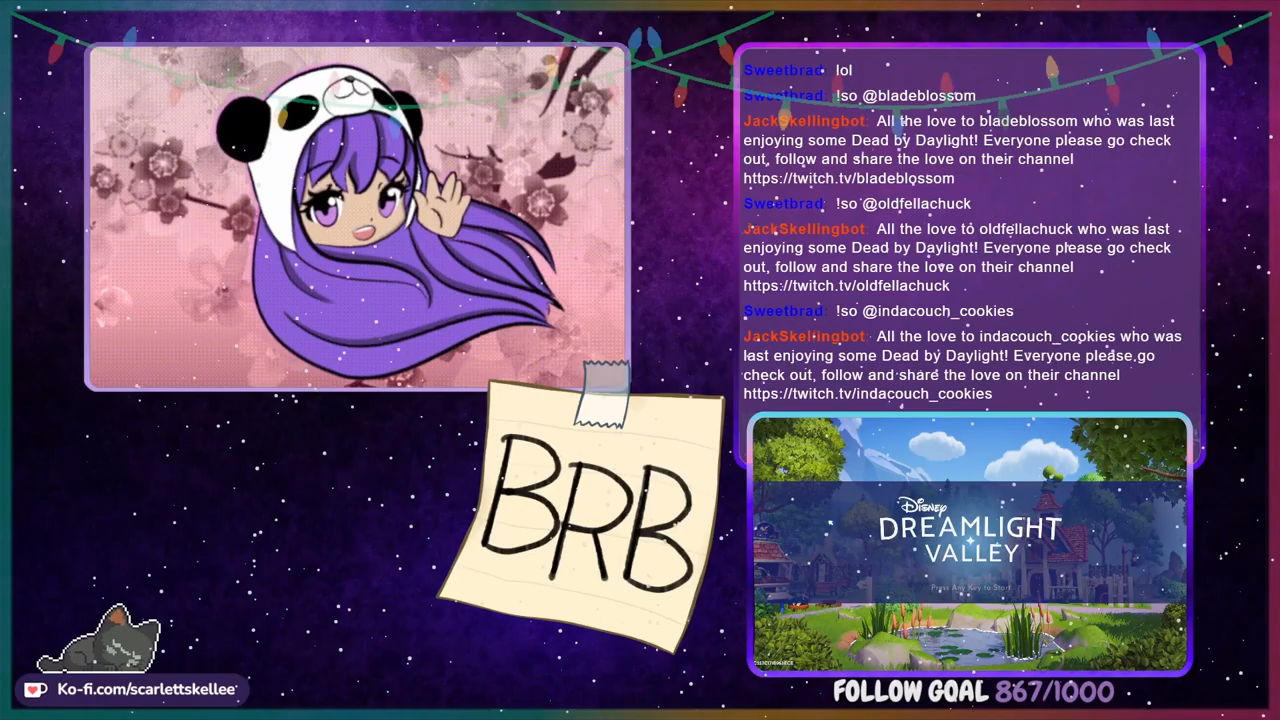 Sweetbrad: lol
Sweetbrad: !so @bladeblossom
JackSkellingbot: All the love to bladeblossom who was last
enjoying some Dead by Daylight! Everyone please go check
out, follow and share the love on their channel
https://twitch.tv/bladeblossom
Sweetbrad: !so @oldfellachuck
JackSkellingbot: All the love to oldfellachuck who was last
enjoying some Dead by Daylight! Everyone please go check
out, follow and share the love on their channel
https://twitch.tv/oldfellachuck
Sweetbrad: !so @indacouch_cookies
JackSkellingbot: All the love to indacouch_cookies who was
last enjoying some Dead by Daylight! Everyone please go
check out, follow and share the love on their channel
https://twitch.tv/indacouch_cookies
BRB
Disney
DREAMLIGHT
VALLEY
Press Any Key to Start
Ko-fi.com/scarlettskellee
FOLLOW GOAL 867/1000